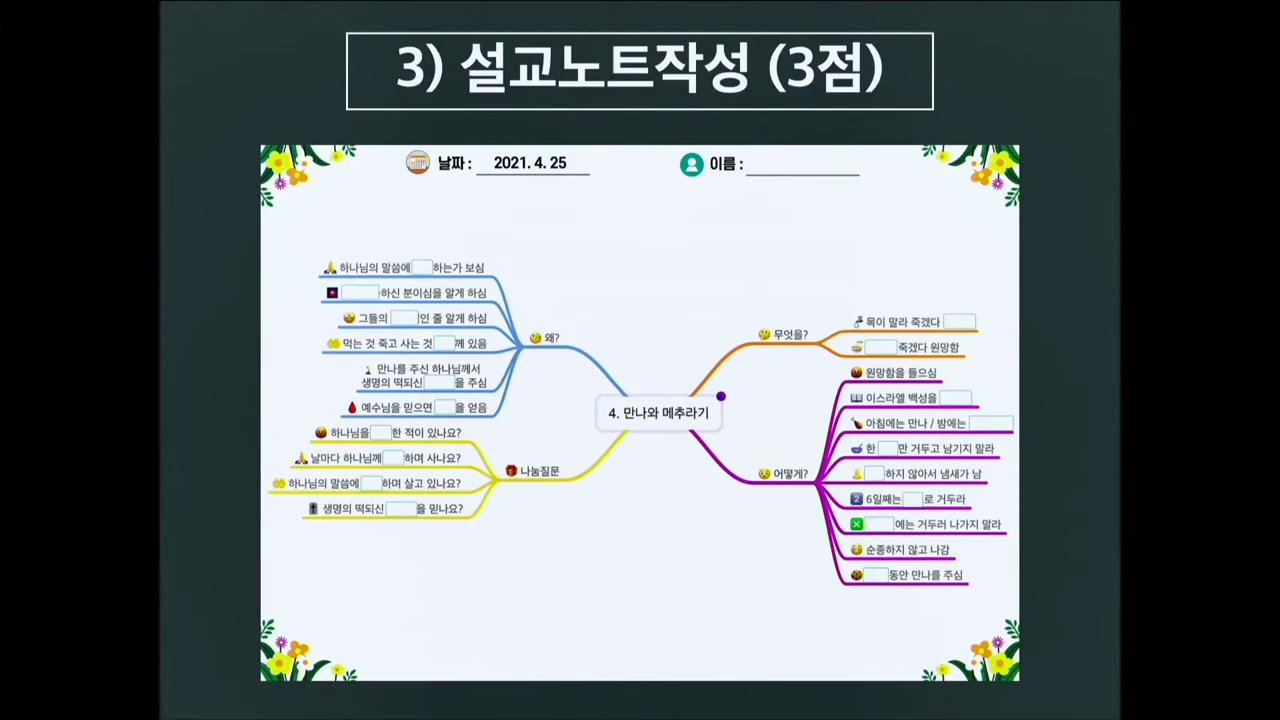 3) 설교노트작성 (3점)
날짜 : 2021. 4. 25
이름 :
하나님의 말씀에 하는가 보심
하신 분이심을 알게 하심
그들의 인 줄 알게 하심
먹는 것 죽고 사는 것 께 있음
만나를 주신 하나님께서
생명의 떡되신 을 주심
예수님을 믿으면 을 얻음
왜?
하나님을 한 적이 있나요?
날마다 하나님께 하며 사나요?
하나님의 말씀에 하며 살고 있나요?
생명의 떡되신 을 믿나요?
나눔질문
4. 만나와 메추라기
무엇을?
목이 말라 죽겠다
죽겠다 원망함
어떻게?
원망함을 들으심
이스라엘 백성을
아침에는 만나 / 밤에는
한 만 거두고 남기지 말라
하지 않아서 냄새가 남
2 6일째는 로 거두라
에는 거두러 나가지 말라
순종하지 않고 나감
동안 만나를 주심